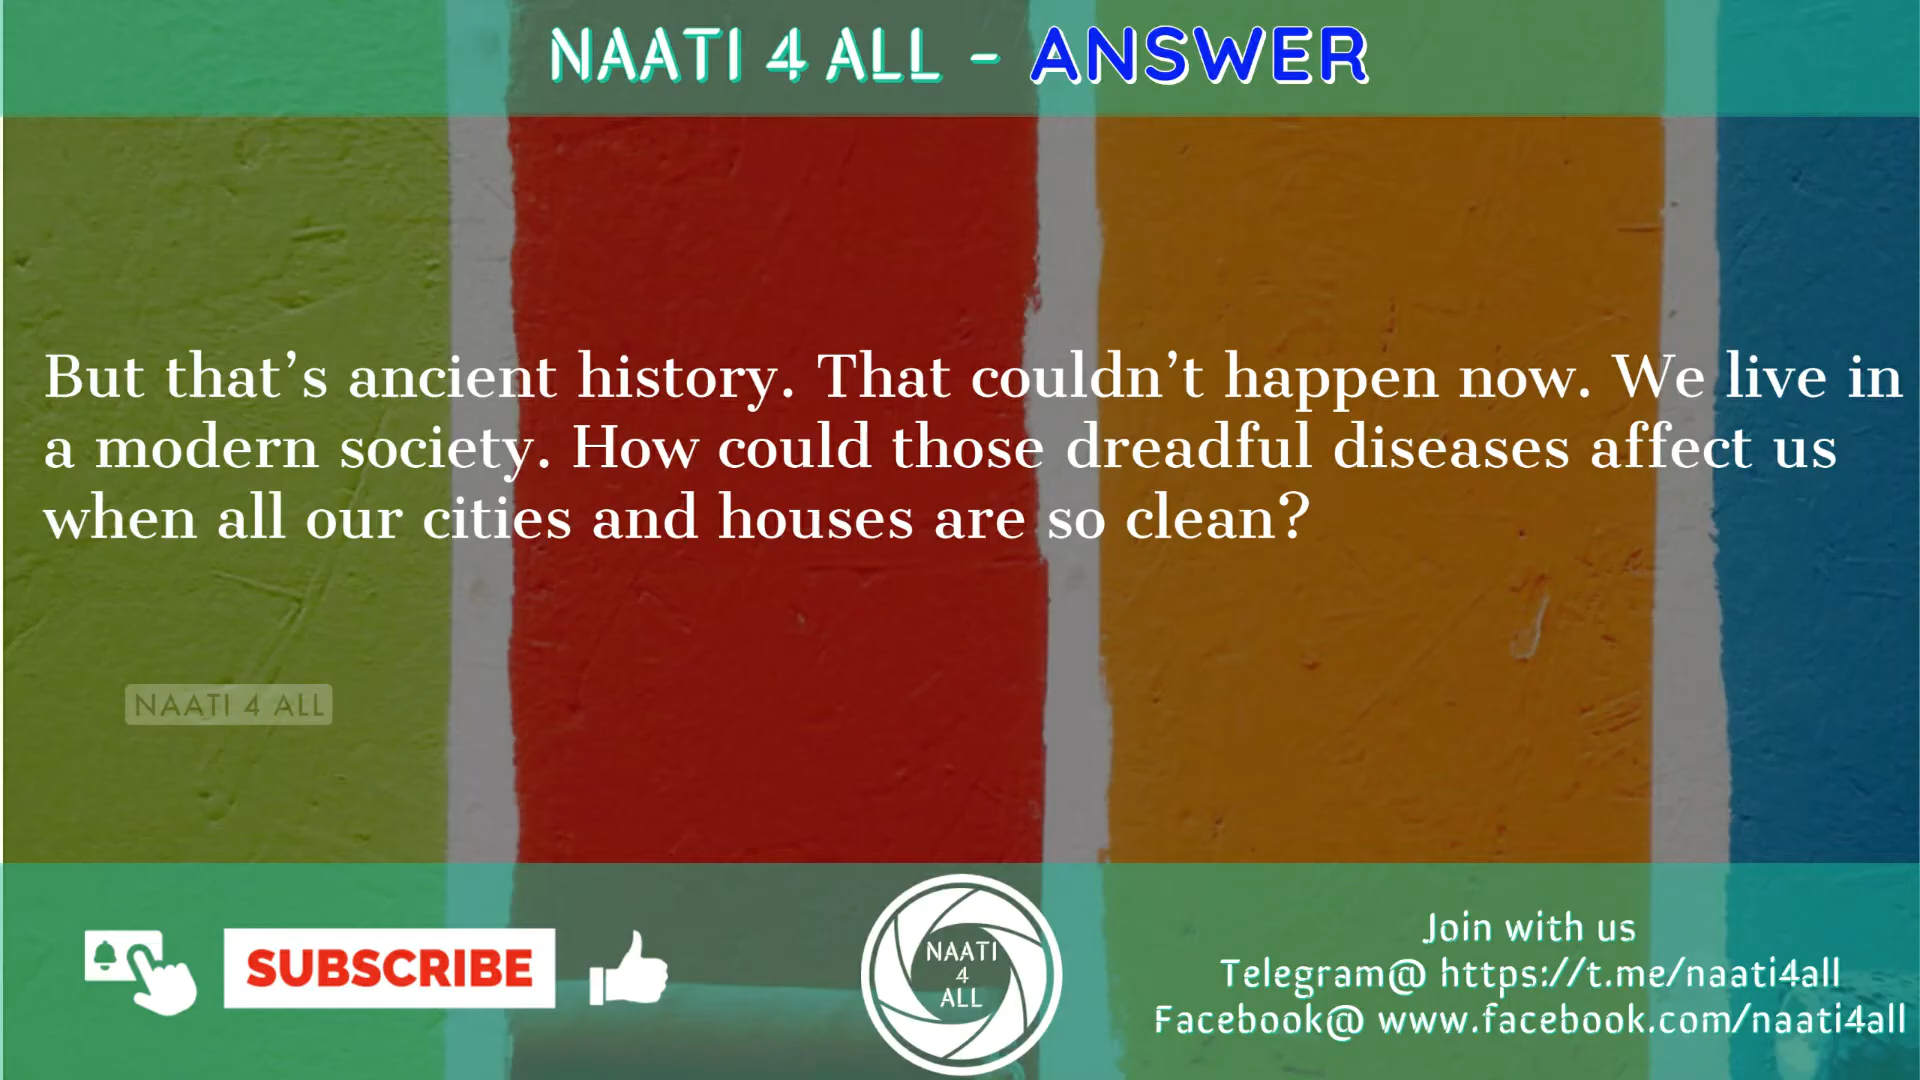 NAATI 4 ALL - ANSWER
But that’s ancient history. That couldn’t happen now. We live in
a modern society. How could those dreadful diseases affect us
when all our cities and houses are so clean?
NAATI 4 ALL
SUBSCRIBE
NAATI
4
ALL
Join with us
Telegram@ https://t.me/naati4all
Facebook@ www.facebook.com/naati4all